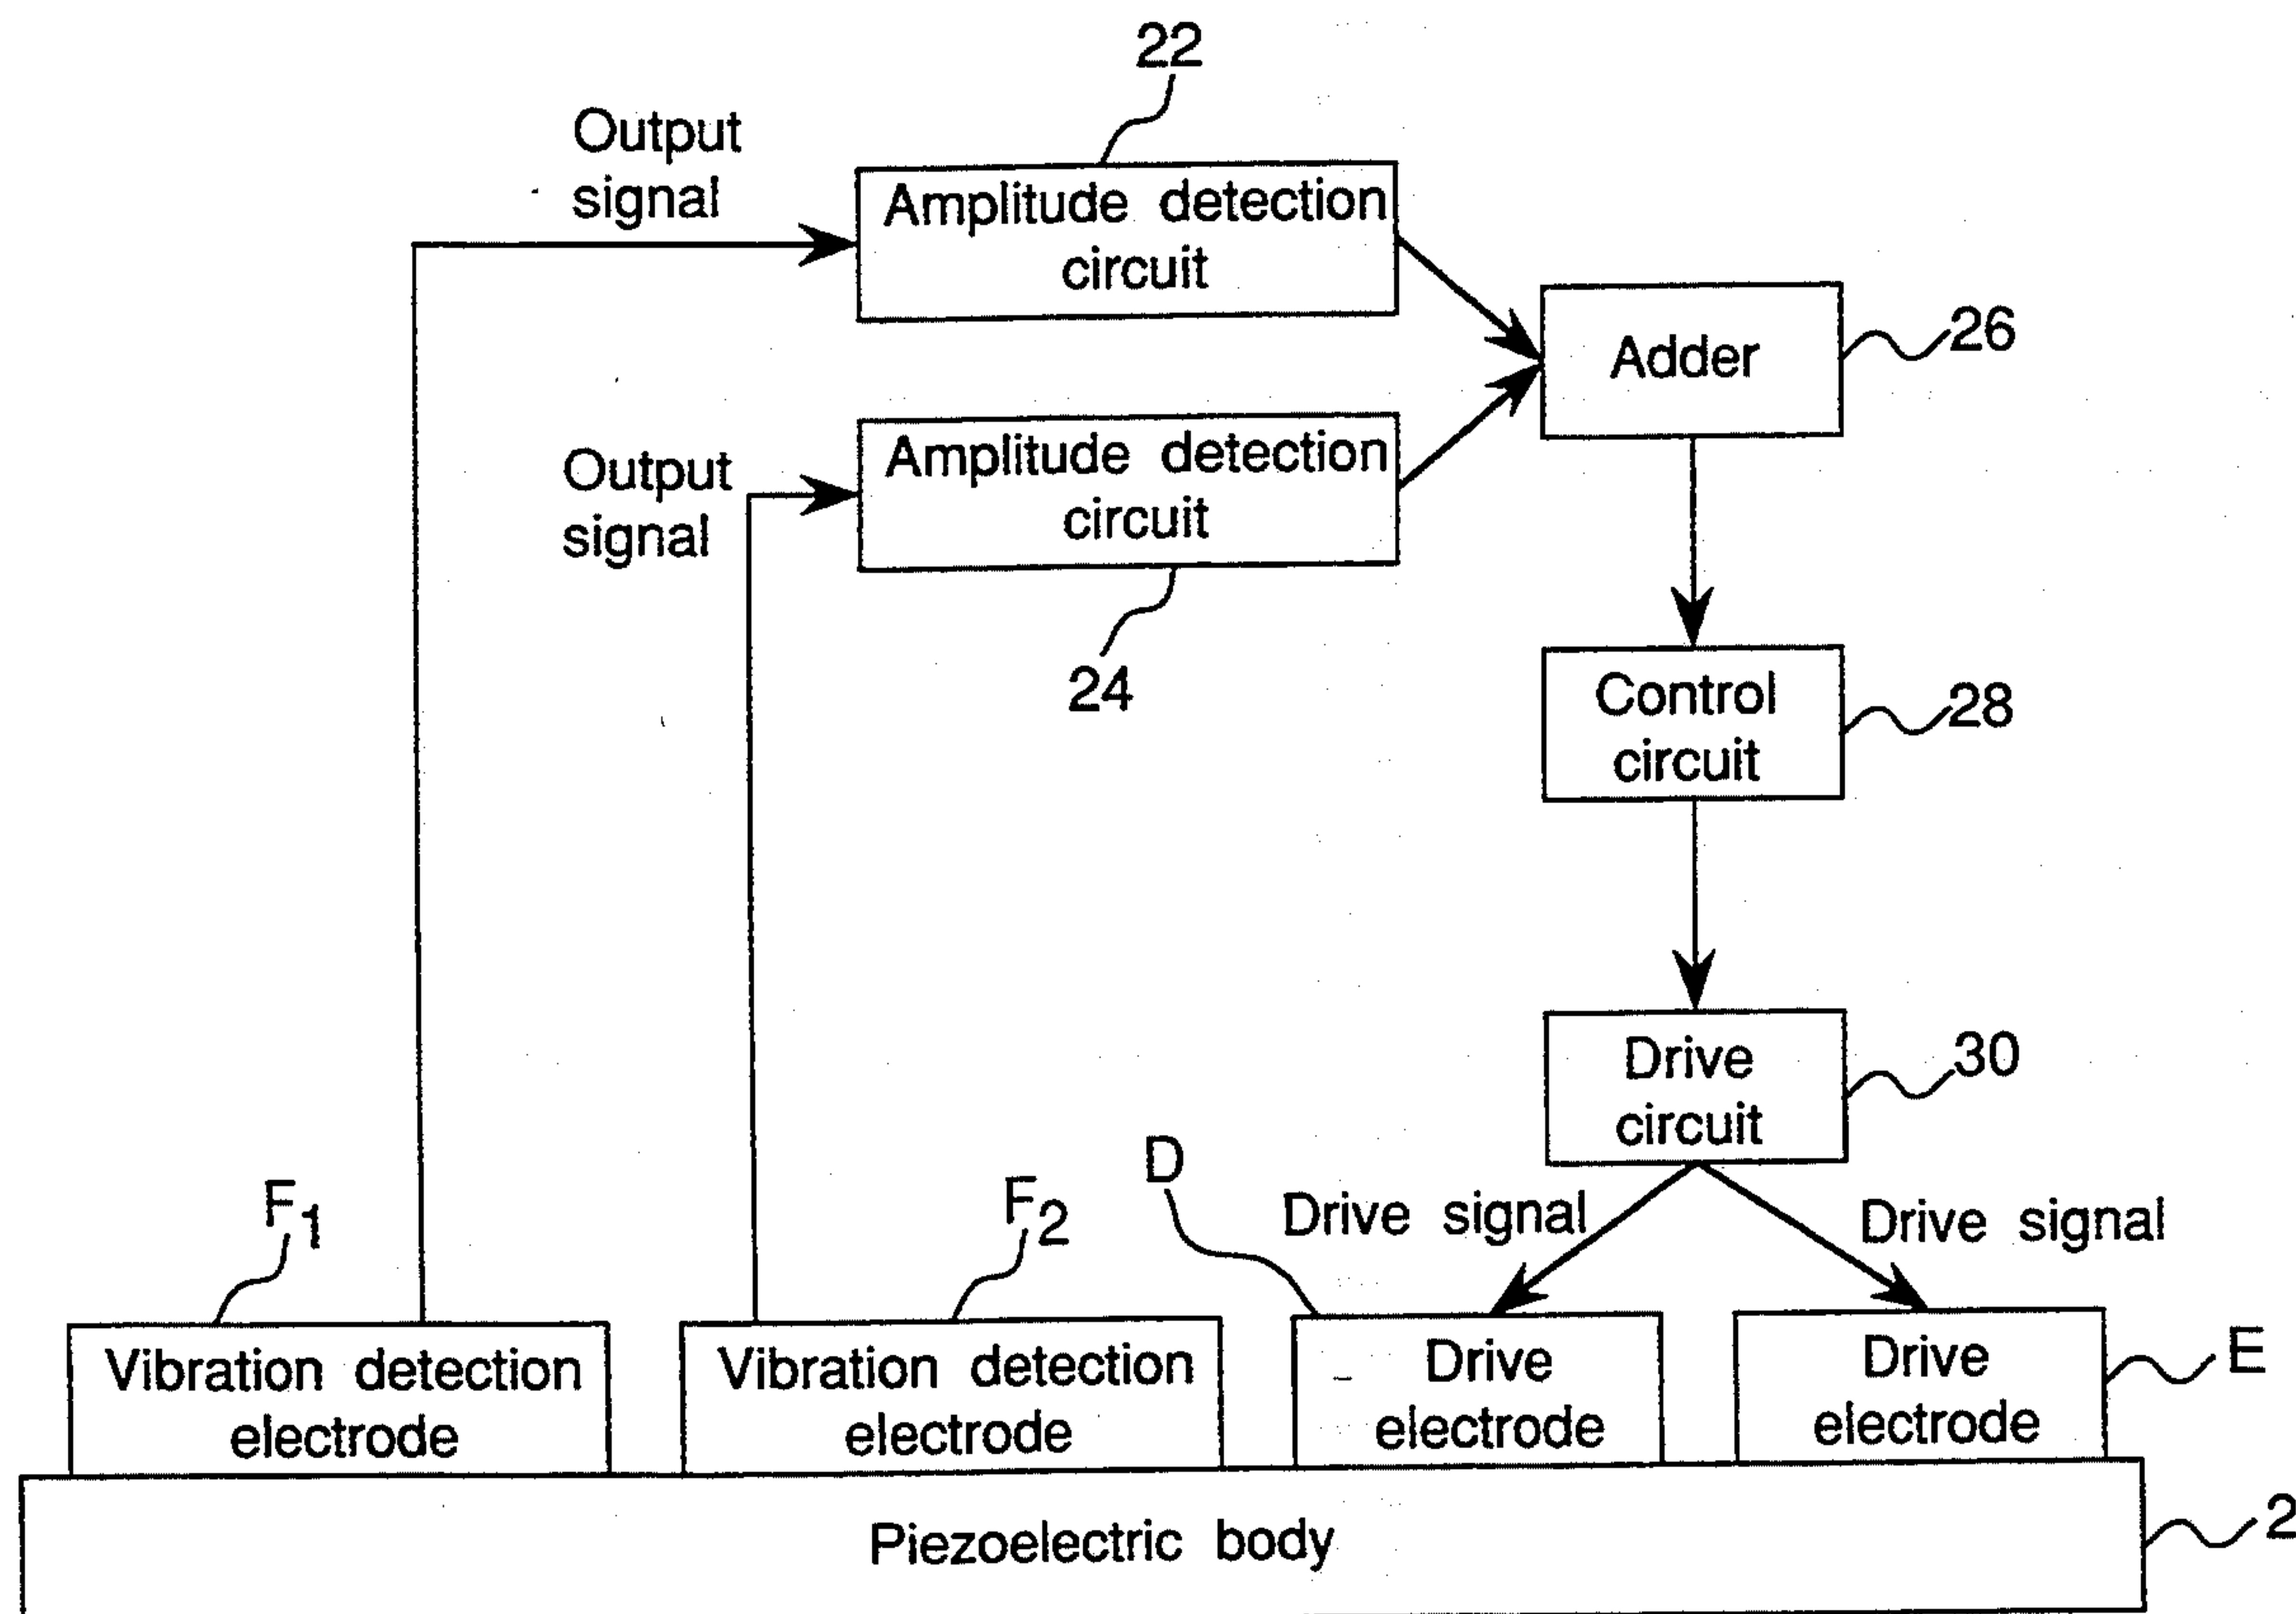 22
Output
signal
Amplitude detection
circuit
26
Adder
Output
signal
Amplitude detection
circuit
24
Control
circuit
28
Drive
circuit
30
D
F1
F2
Drive signal
Drive signal
Vibration detection
electrode
Vibration detection
electrode
Drive
electrode
Drive
electrode
E
Piezoelectric body
2